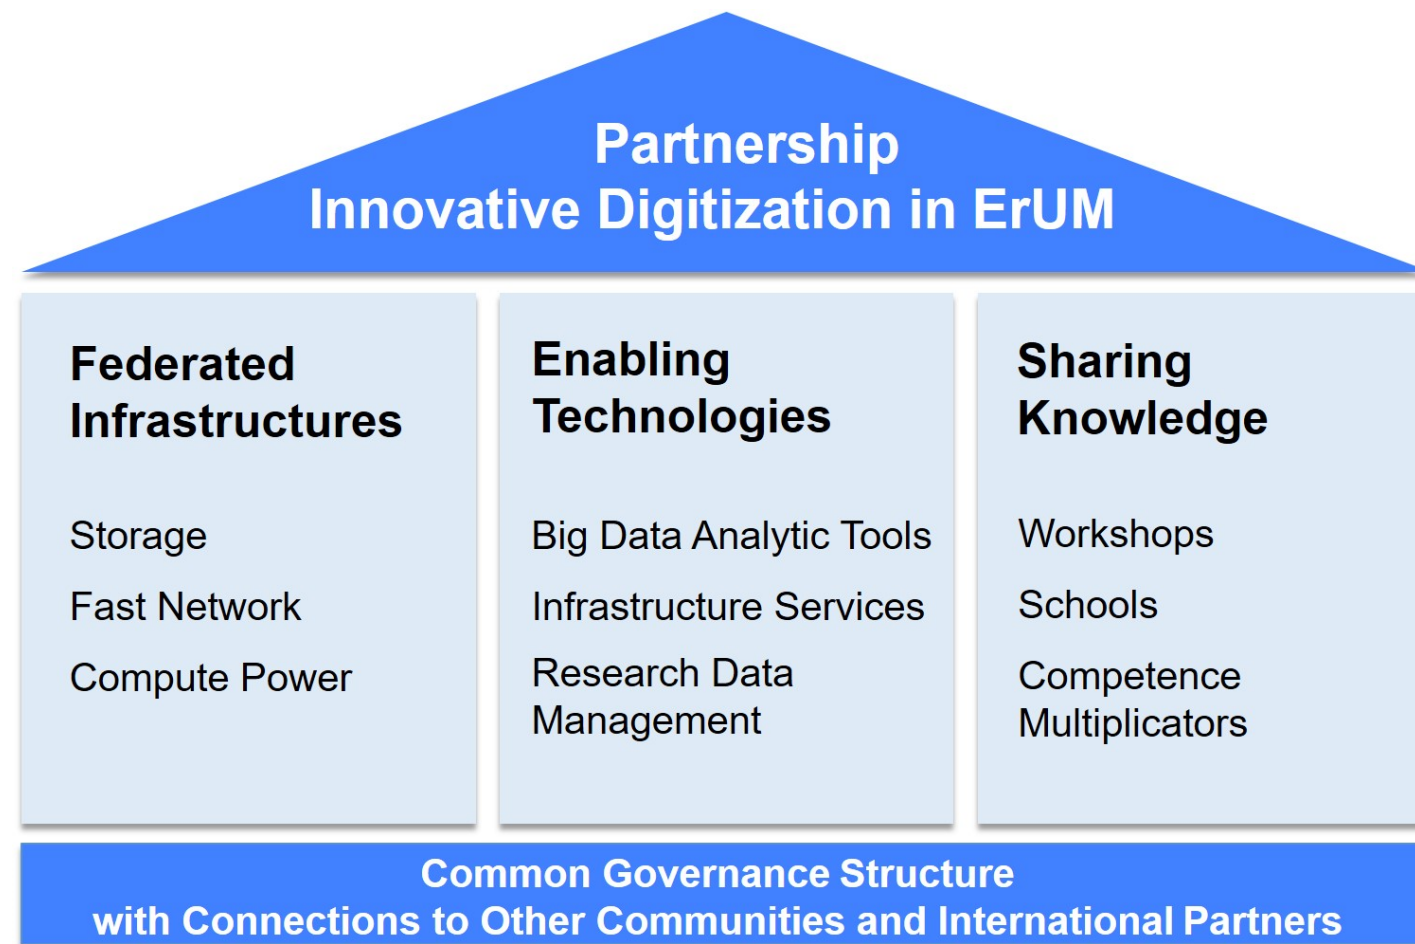 Partnership
Innovative Digitization in ErUM
Federated
Infrastructures
Storage
Fast Network
Compute Power
Enabling
Technologies
Big Data Analytic Tools
Infrastructure Services
Research Data
Management
Sharing
Knowledge
Workshops
Schools
Competence
Multiplicators
Common Governance Structure
with Connections to Other Communities and International Partners